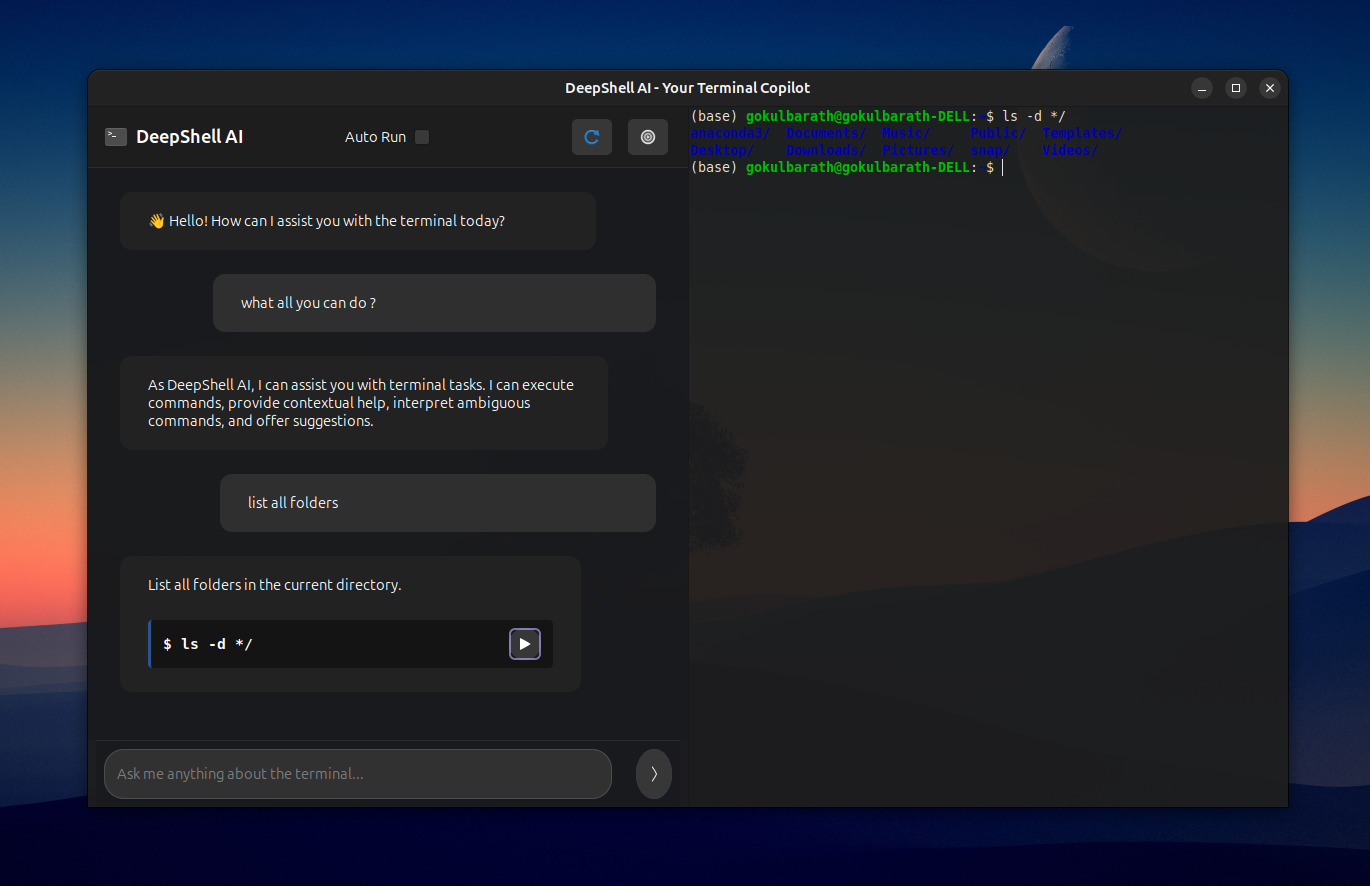 DeepShell AI - Your Terminal Copilot
>_ DeepShell AI
Auto Run
👋 Hello! How can I assist you with the terminal today?
what all you can do ?
As DeepShell AI, I can assist you with terminal tasks. I can execute
commands, provide contextual help, interpret ambiguous
commands, and offer suggestions.
list all folders
List all folders in the current directory.
$ ls -d */
Ask me anything about the terminal...
(base) gokulbarath@gokulbarath-DELL:~$ ls -d */
anaconda3/ Documents/ Music/ Public/ Templates/
Desktop/ Downloads/ Pictures/ snap/ Videos/
(base) gokulbarath@gokulbarath-DELL:~$